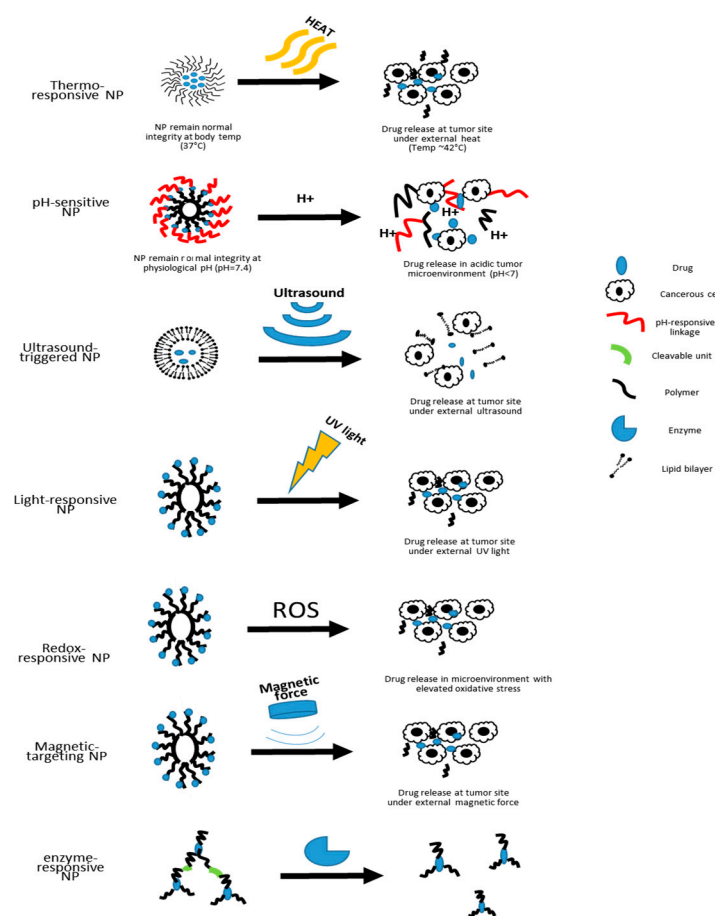 HEAT
Thermo-
responsive NP
NP remain normal
integrity at body temp
(37°C)
Drug release at tumor site
under external heat
(Temp ~42°C)
pH-sensitive
NP
H+
H+
H+
H+
NP remain normal integrity at
physiological pH (pH=7.4)
Drug release in acidic tumor
microenvironment (pH<7)
Drug
Cancerous ce
pH-responsive
linkage
Cleavable unit
Polymer
Enzyme
Lipid bilayer
Ultrasound
Ultrasound-
triggered NP
Drug release at tumor site
under external ultrasound
UV light
Light-responsive
NP
Drug release at tumor site
under external UV light
ROS
Redox-
responsive NP
Drug release in microenvironment with
elevated oxidative stress
Magnetic
force
Magnetic-
targeting NP
Drug release at tumor site
under external magnetic force
enzyme-
responsive
NP